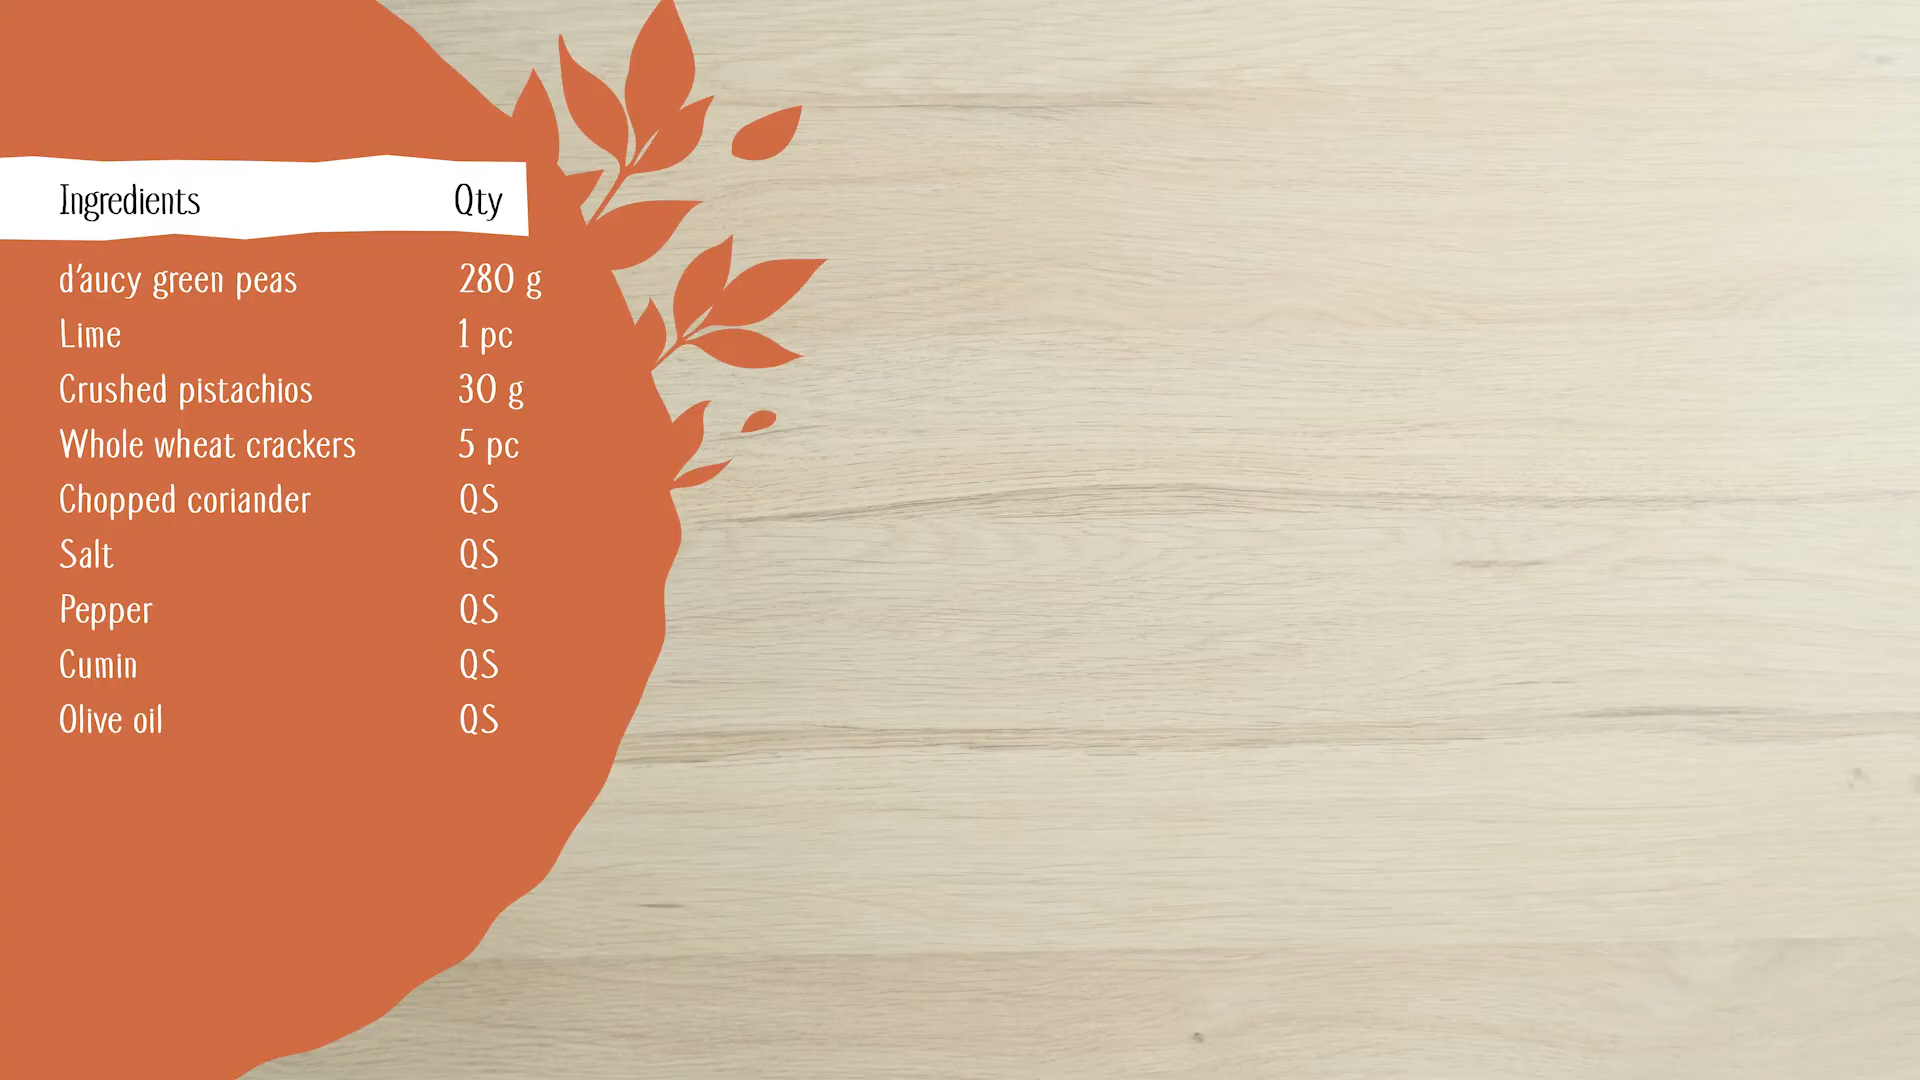 Ingredients Qty
d'aucy green peas 280 g
Lime 1 pc
Crushed pistachios 30 g
Whole wheat crackers 5 pc
Chopped coriander QS
Salt QS
Pepper QS
Cumin QS
Olive oil QS